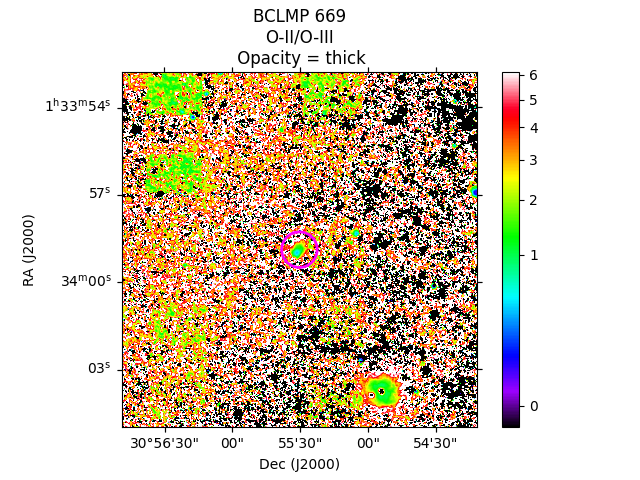 BCLMP 669
O-II/O-III
Opacity = thick
1ʰ33ᵐ54ˢ
57ˢ
34ᵐ00ˢ
03ˢ
RA (J2000)
30°56'30" 00" 55'30" 00" 54'30"
Dec (J2000)
6
5
4
3
2
1
0